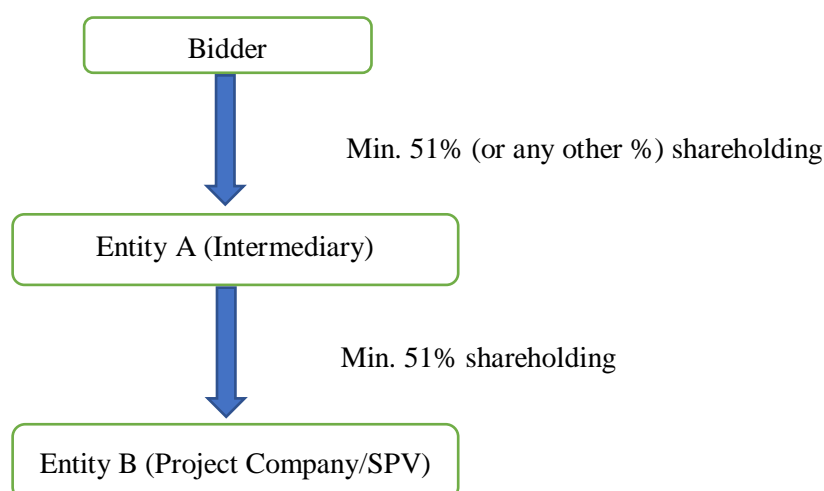 Bidder
Min. 51% (or any other %) shareholding
Entity A (Intermediary)
Min. 51% shareholding
Entity B (Project Company/SPV)